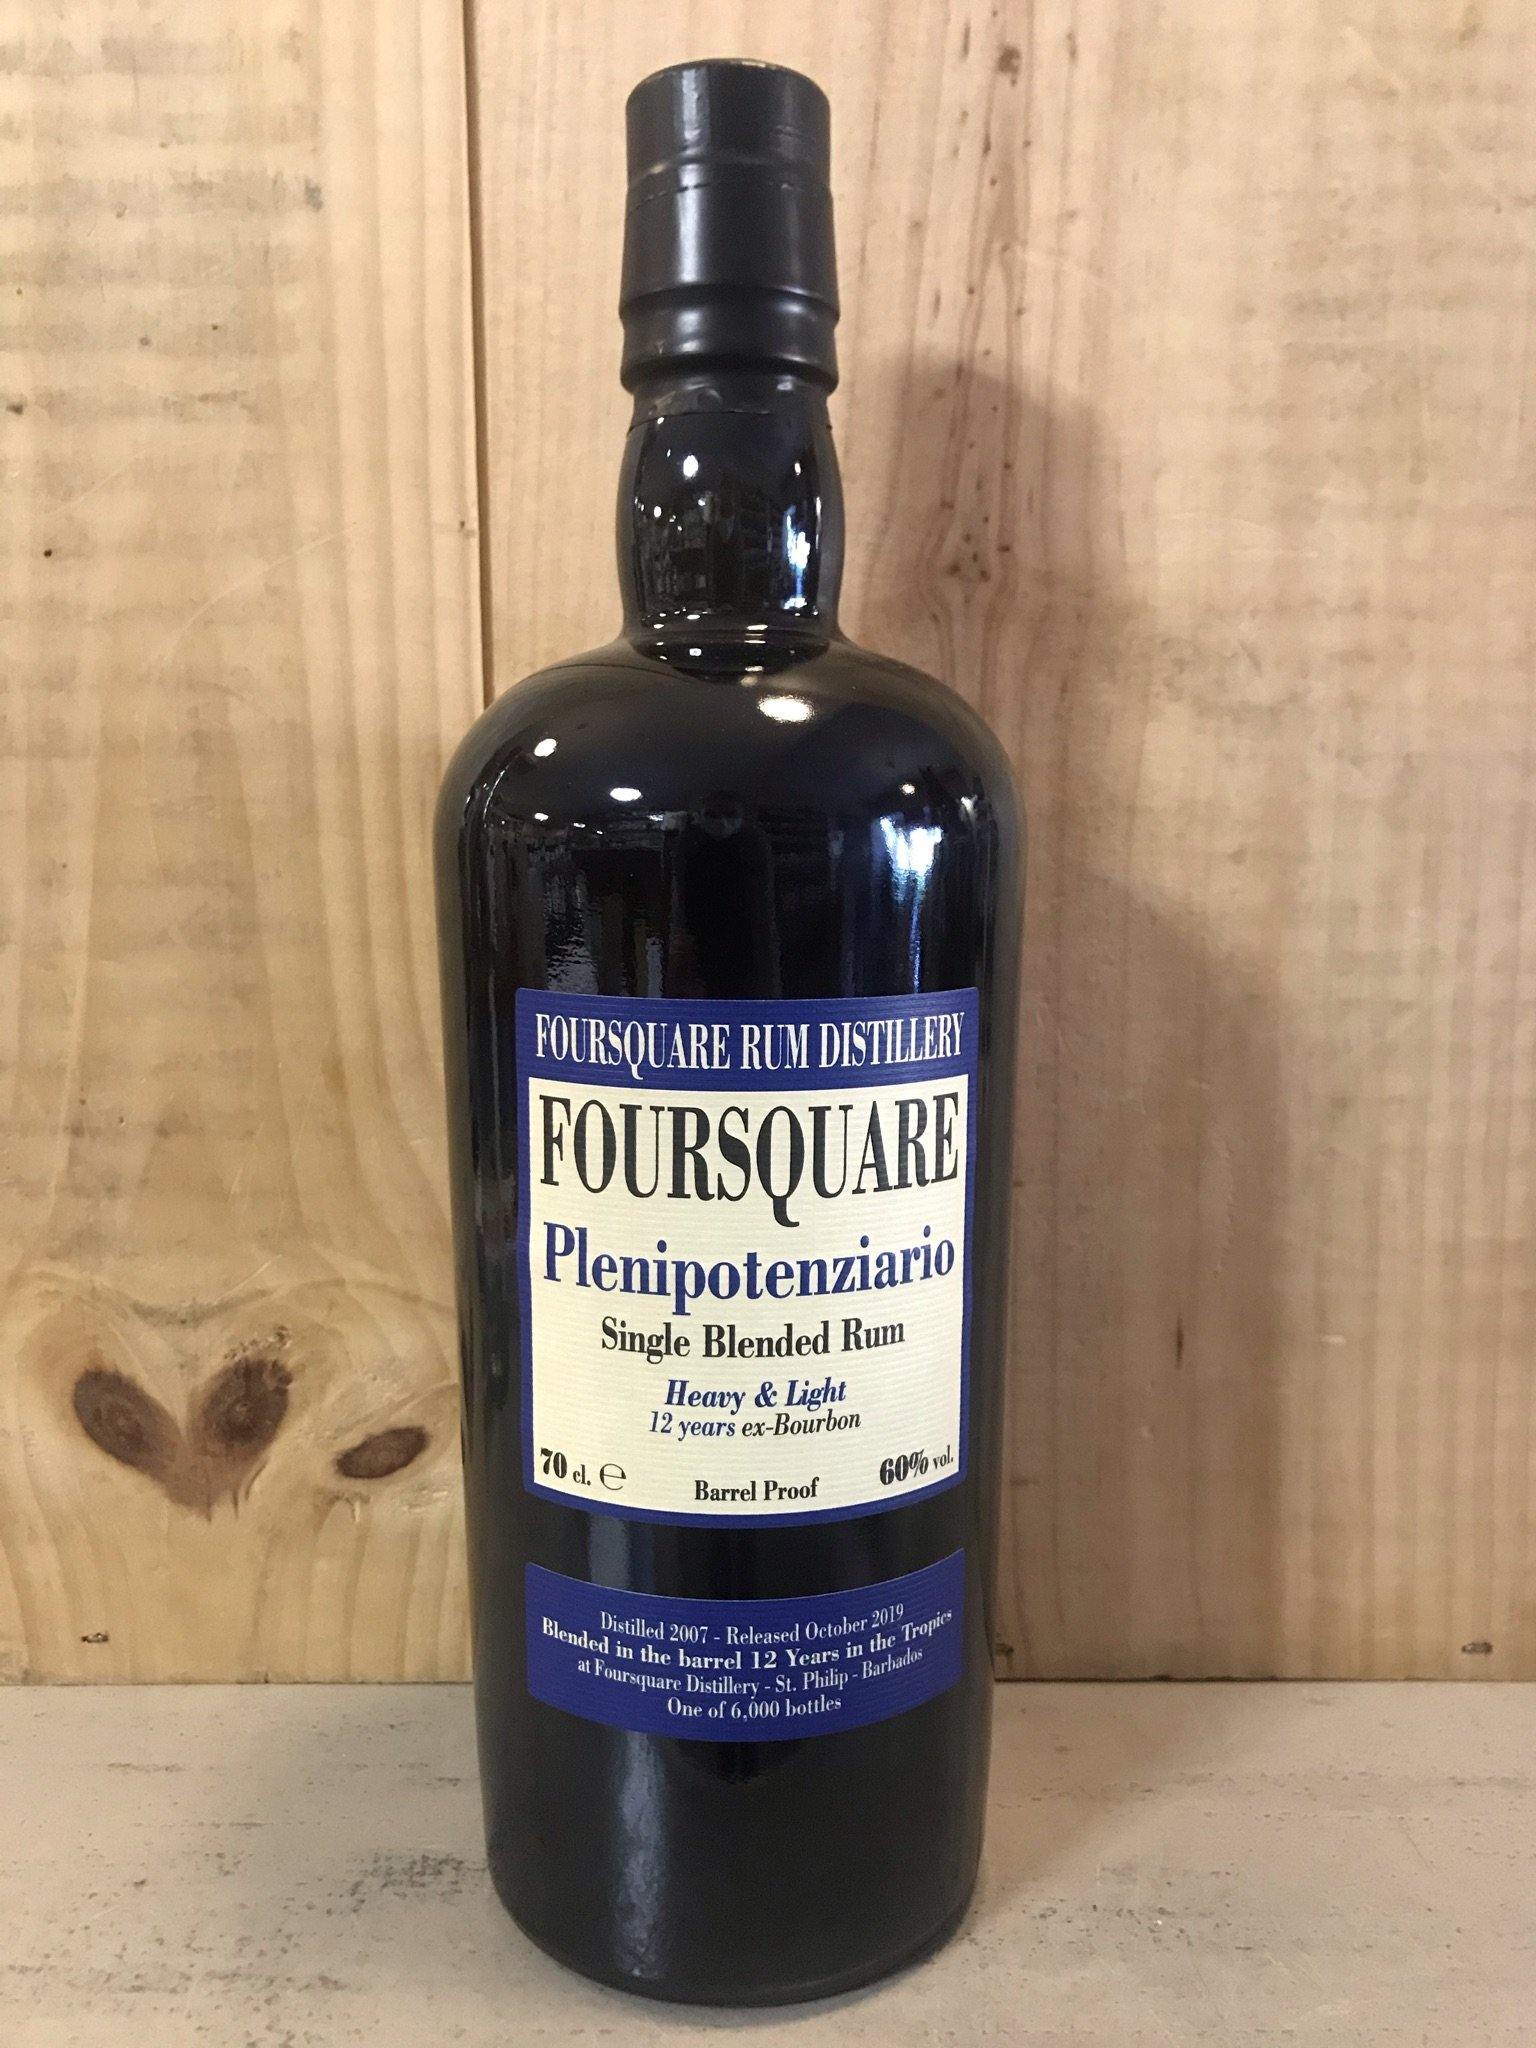 FOURSQUARE RUM DISTILLERY
FOURSQUARE
Plenipotenziario
Single Blended Rum
Heavy & Light
12 years ex-Bourbon
70 cl. ℮ Barrel Proof 60% vol.
Distilled 2007 - Released October 2019
Blended in the barrel 12 Years in the Tropics
at Foursquare Distillery - St. Philip - Barbados
One of 6,000 bottles